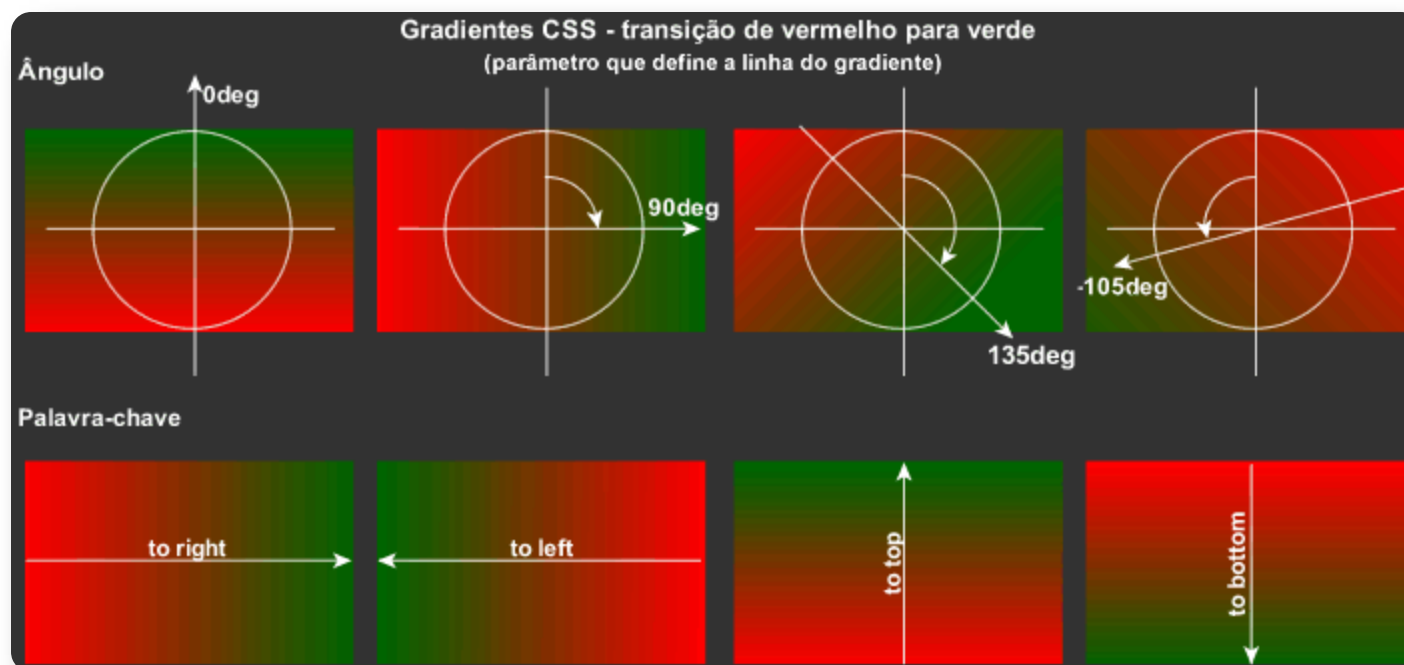 Gradientes CSS - transição de vermelho para verde
(parâmetro que define a linha do gradiente)
Ângulo
0deg
90deg
135deg
-105deg
Palavra-chave
to right
to left
to top
to bottom